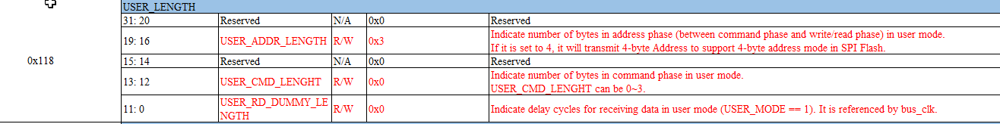 USER_LENGTH
31: 20 Reserved N/A 0x0 Reserved
19: 16 USER_ADDR_LENGTH R/W 0x3 Indicate number of bytes in address phase (between command phase and write/read phase) in user mode.
If it is set to 4, it will transmit 4-byte Address to support 4-byte address mode in SPI Flash.
0x118
15: 14 Reserved N/A 0x0 Reserved
13: 12 USER_CMD_LENGHT R/W 0x0 Indicate number of bytes in command phase in user mode.
USER_CMD_LENGHT can be 0~3.
11: 0 USER_RD_DUMMY_LE
NGTH R/W 0x0 Indicate delay cycles for receiving data in user mode (USER_MODE == 1). It is referenced by bus_clk.